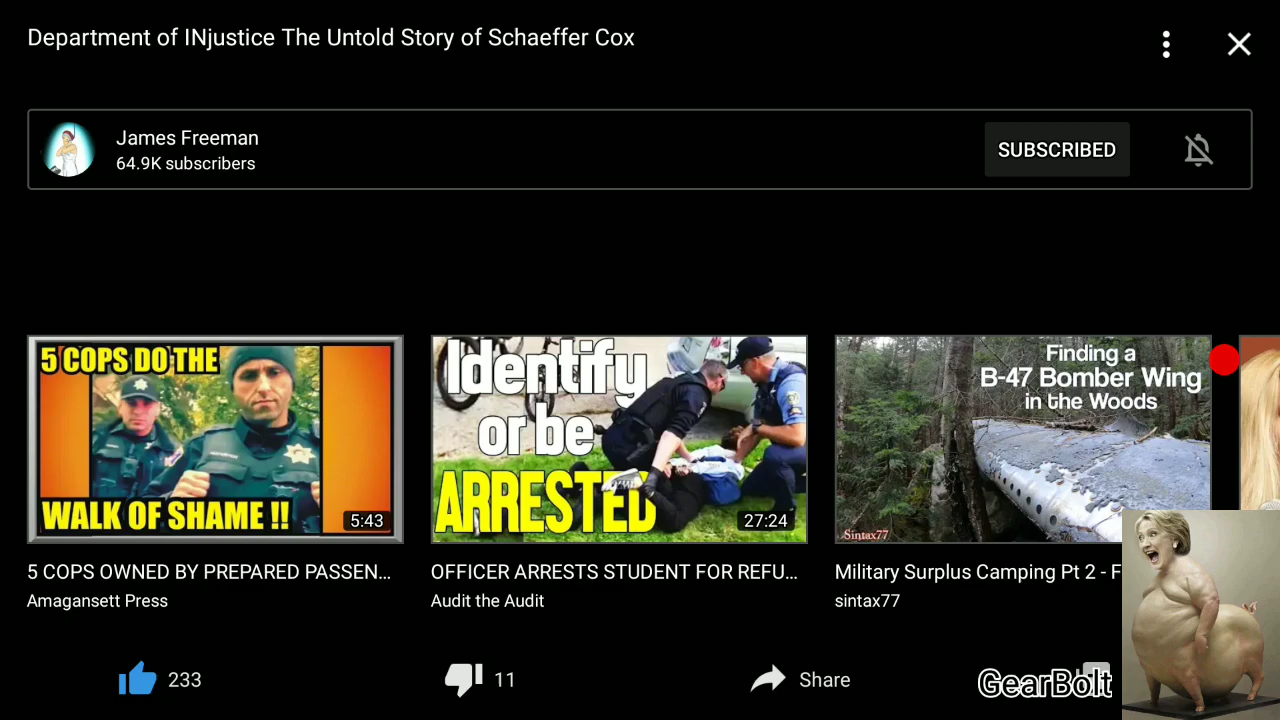 Department of INjustice The Untold Story of Schaeffer Cox
James Freeman
64.9K subscribers
SUBSCRIBED
5 COPS DO THE
WALK OF SHAME !!
5:43
Identify
or be
ARRESTED
27:24
Finding a
B-47 Bomber Wing
in the Woods
Sintax77
5 COPS OWNED BY PREPARED PASSEN...
Amagansett Press
OFFICER ARRESTS STUDENT FOR REFU...
Audit the Audit
Military Surplus Camping Pt 2 - F
sintax77
233
11
Share
GearBolt